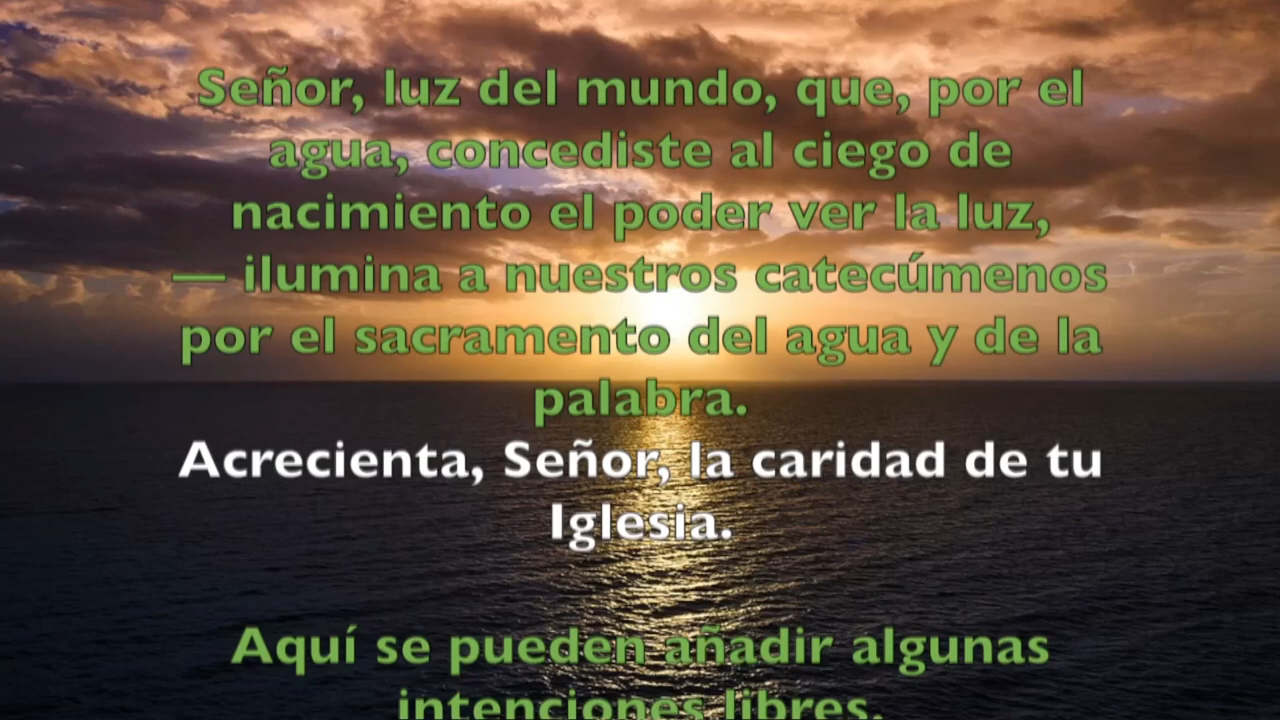 Señor, luz del mundo, que, por el
agua, concediste al ciego de
nacimiento el poder ver la luz,
— ilumina a nuestros catecúmenos
por el sacramento del agua y de la
palabra.
Acrecienta, Señor, la caridad de tu
Iglesia.
Aquí se pueden añadir algunas
intenciones libres.